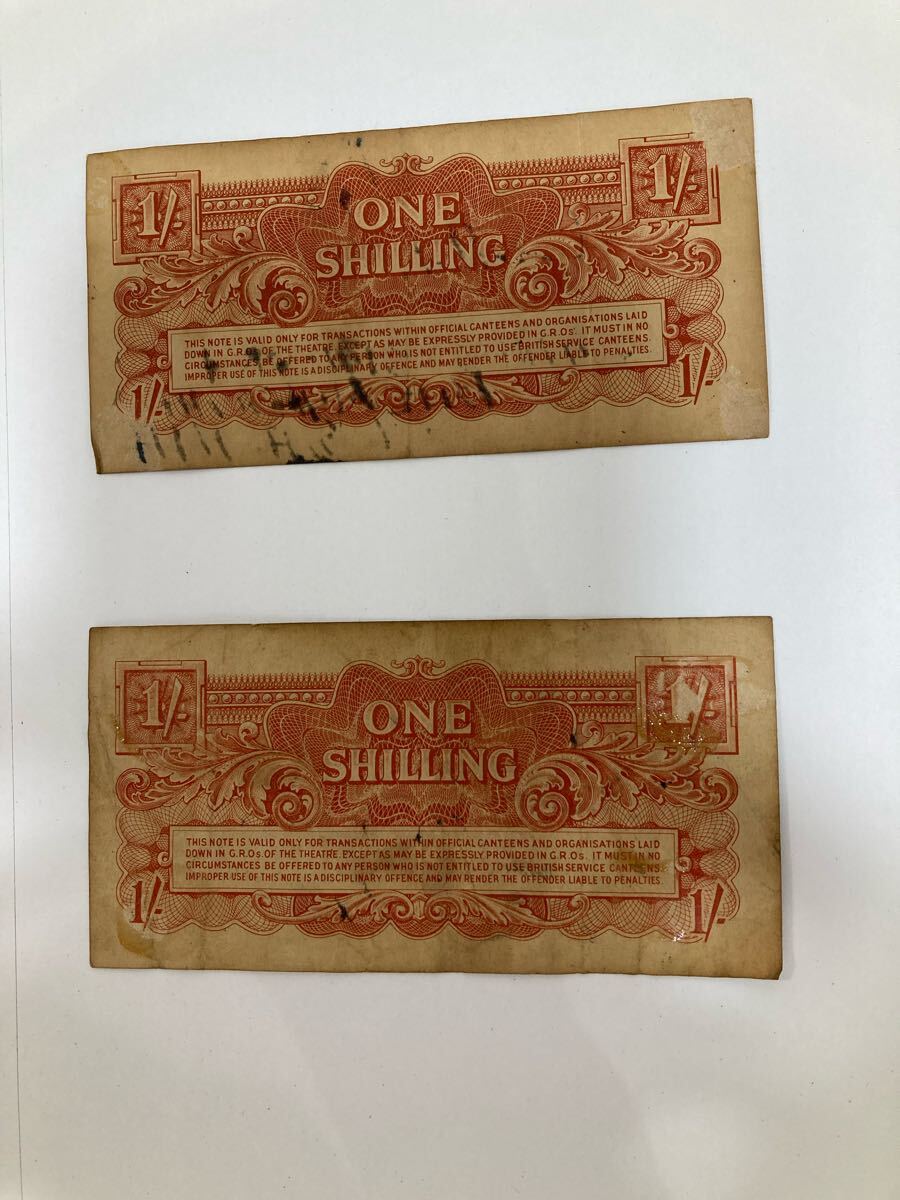 1/-
1/-
ONE
SHILLING
THIS NOTE IS VALID ONLY FOR TRANSACTIONS WITHIN OFFICIAL CANTEENS AND ORGANISATIONS LAID
DOWN IN G.R.Os. OF THE THEATRE. EXCEPT AS MAY BE EXPRESSLY PROVIDED IN G.R.Os. IT MUST IN NO
CIRCUMSTANCES BE OFFERED TO ANY PERSON WHO IS NOT ENTITLED TO USE BRITISH SERVICE CANTEENS.
IMPROPER USE OF THIS NOTE IS A DISCIPLINARY OFFENCE AND MAY RENDER THE OFFENDER LIABLE TO PENALTIES.
1/-
1/-
1/-
1/-
ONE
SHILLING
THIS NOTE IS VALID ONLY FOR TRANSACTIONS WITHIN OFFICIAL CANTEENS AND ORGANISATIONS LAID
DOWN IN G.R.Os. OF THE THEATRE. EXCEPT AS MAY BE EXPRESSLY PROVIDED IN G.R.Os. IT MUST IN NO
CIRCUMSTANCES BE OFFERED TO ANY PERSON WHO IS NOT ENTITLED TO USE BRITISH SERVICE CANTEENS.
IMPROPER USE OF THIS NOTE IS A DISCIPLINARY OFFENCE AND MAY RENDER THE OFFENDER LIABLE TO PENALTIES.
1/-
1/-